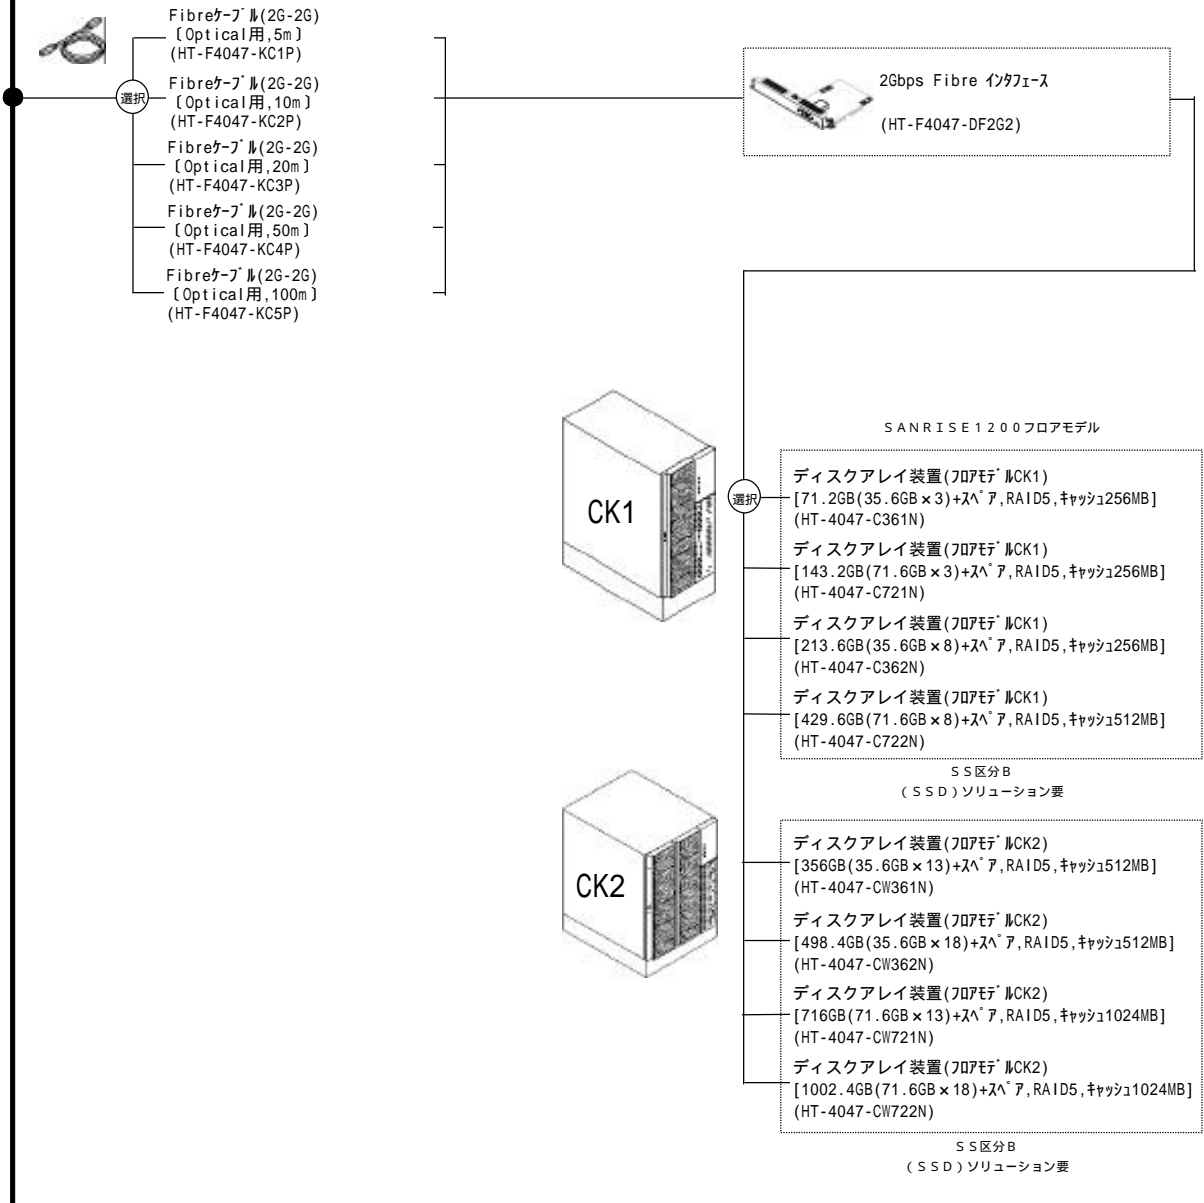 Fibreｹｰﾌﾞﾙ(2G-2G)
〔Optical用,5m〕
(HT-F4047-KC1P)
選択
Fibreｹｰﾌﾞﾙ(2G-2G)
〔Optical用,10m〕
(HT-F4047-KC2P)
Fibreｹｰﾌﾞﾙ(2G-2G)
〔Optical用,20m〕
(HT-F4047-KC3P)
Fibreｹｰﾌﾞﾙ(2G-2G)
〔Optical用,50m〕
(HT-F4047-KC4P)
Fibreｹｰﾌﾞﾙ(2G-2G)
〔Optical用,100m〕
(HT-F4047-KC5P)
2Gbps Fibre ｲﾝﾀﾌｪｰｽ
(HT-F4047-DF2G2)
ＳＡＮＲＩＳＥ１２００フロアモデル
CK1
選択
ディスクアレイ装置(ﾌﾛｱﾓﾃﾞﾙCK1)
[71.2GB(35.6GB×3)+ｽﾍﾟｱ,RAID5,ｷｬｯｼｭ256MB]
(HT-4047-C361N)
ディスクアレイ装置(ﾌﾛｱﾓﾃﾞﾙCK1)
[143.2GB(71.6GB×3)+ｽﾍﾟｱ,RAID5,ｷｬｯｼｭ256MB]
(HT-4047-C721N)
ディスクアレイ装置(ﾌﾛｱﾓﾃﾞﾙCK1)
[213.6GB(35.6GB×8)+ｽﾍﾟｱ,RAID5,ｷｬｯｼｭ256MB]
(HT-4047-C362N)
ディスクアレイ装置(ﾌﾛｱﾓﾃﾞﾙCK1)
[429.6GB(71.6GB×8)+ｽﾍﾟｱ,RAID5,ｷｬｯｼｭ512MB]
(HT-4047-C722N)
ＳＳ区分Ｂ
（ＳＳＤ）ソリューション要
CK2
ディスクアレイ装置(ﾌﾛｱﾓﾃﾞﾙCK2)
[356GB(35.6GB×13)+ｽﾍﾟｱ,RAID5,ｷｬｯｼｭ512MB]
(HT-4047-CW361N)
ディスクアレイ装置(ﾌﾛｱﾓﾃﾞﾙCK2)
[498.4GB(35.6GB×18)+ｽﾍﾟｱ,RAID5,ｷｬｯｼｭ512MB]
(HT-4047-CW362N)
ディスクアレイ装置(ﾌﾛｱﾓﾃﾞﾙCK2)
[716GB(71.6GB×13)+ｽﾍﾟｱ,RAID5,ｷｬｯｼｭ1024MB]
(HT-4047-CW721N)
ディスクアレイ装置(ﾌﾛｱﾓﾃﾞﾙCK2)
[1002.4GB(71.6GB×18)+ｽﾍﾟｱ,RAID5,ｷｬｯｼｭ1024MB]
(HT-4047-CW722N)
ＳＳ区分Ｂ
（ＳＳＤ）ソリューション要